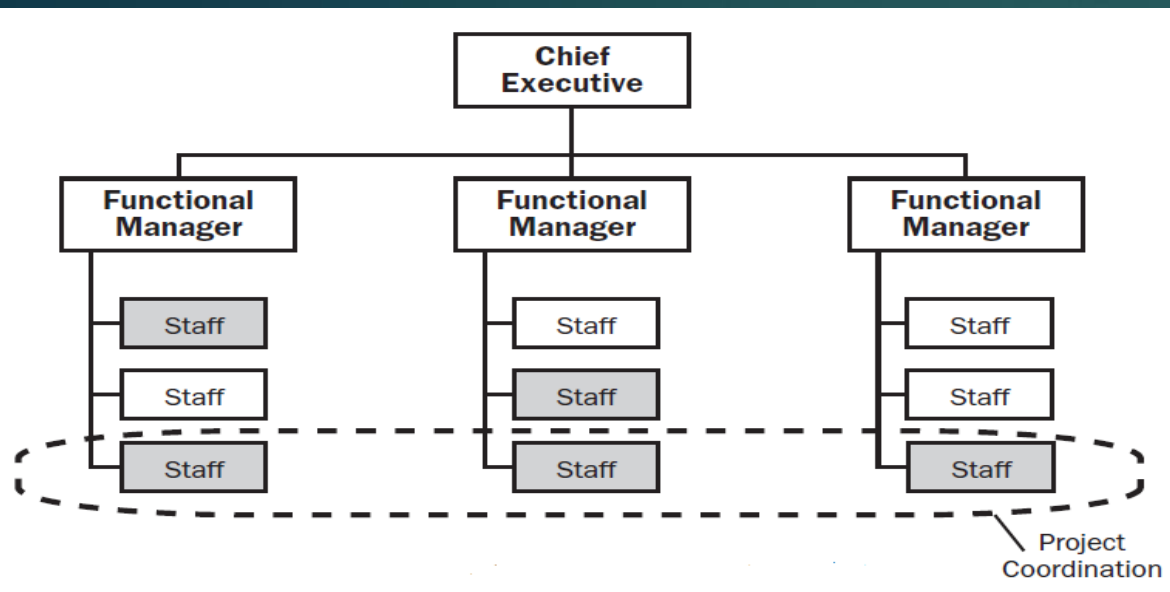 Chief
Executive
Functional
Manager
Functional
Manager
Functional
Manager
Staff
Staff
Staff
Staff
Staff
Staff
Staff
Staff
Staff
Project
Coordination